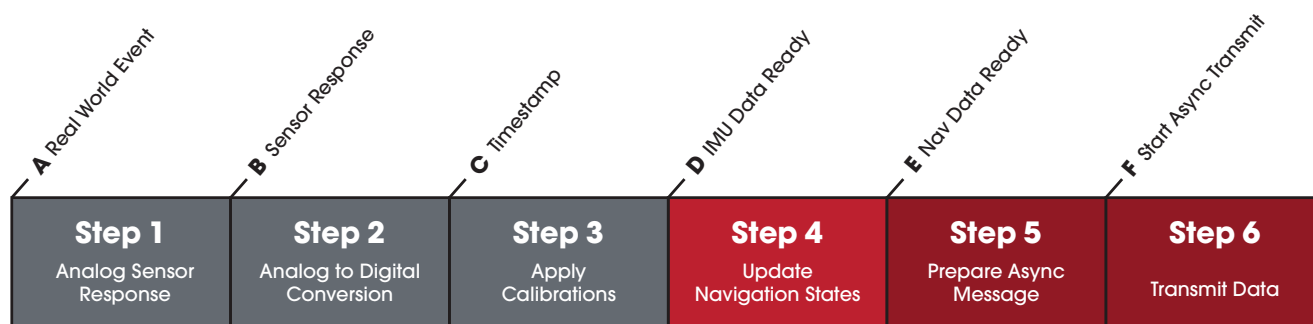 A Real World Event
B Sensor Response
C Timestamp
D IMU Data Ready
E Nav Data Ready
F Start Async Transmit
Step 1
Analog Sensor
Response
Step 2
Analog to Digital
Conversion
Step 3
Apply
Calibrations
Step 4
Update
Navigation States
Step 5
Prepare Async
Message
Step 6
Transmit Data